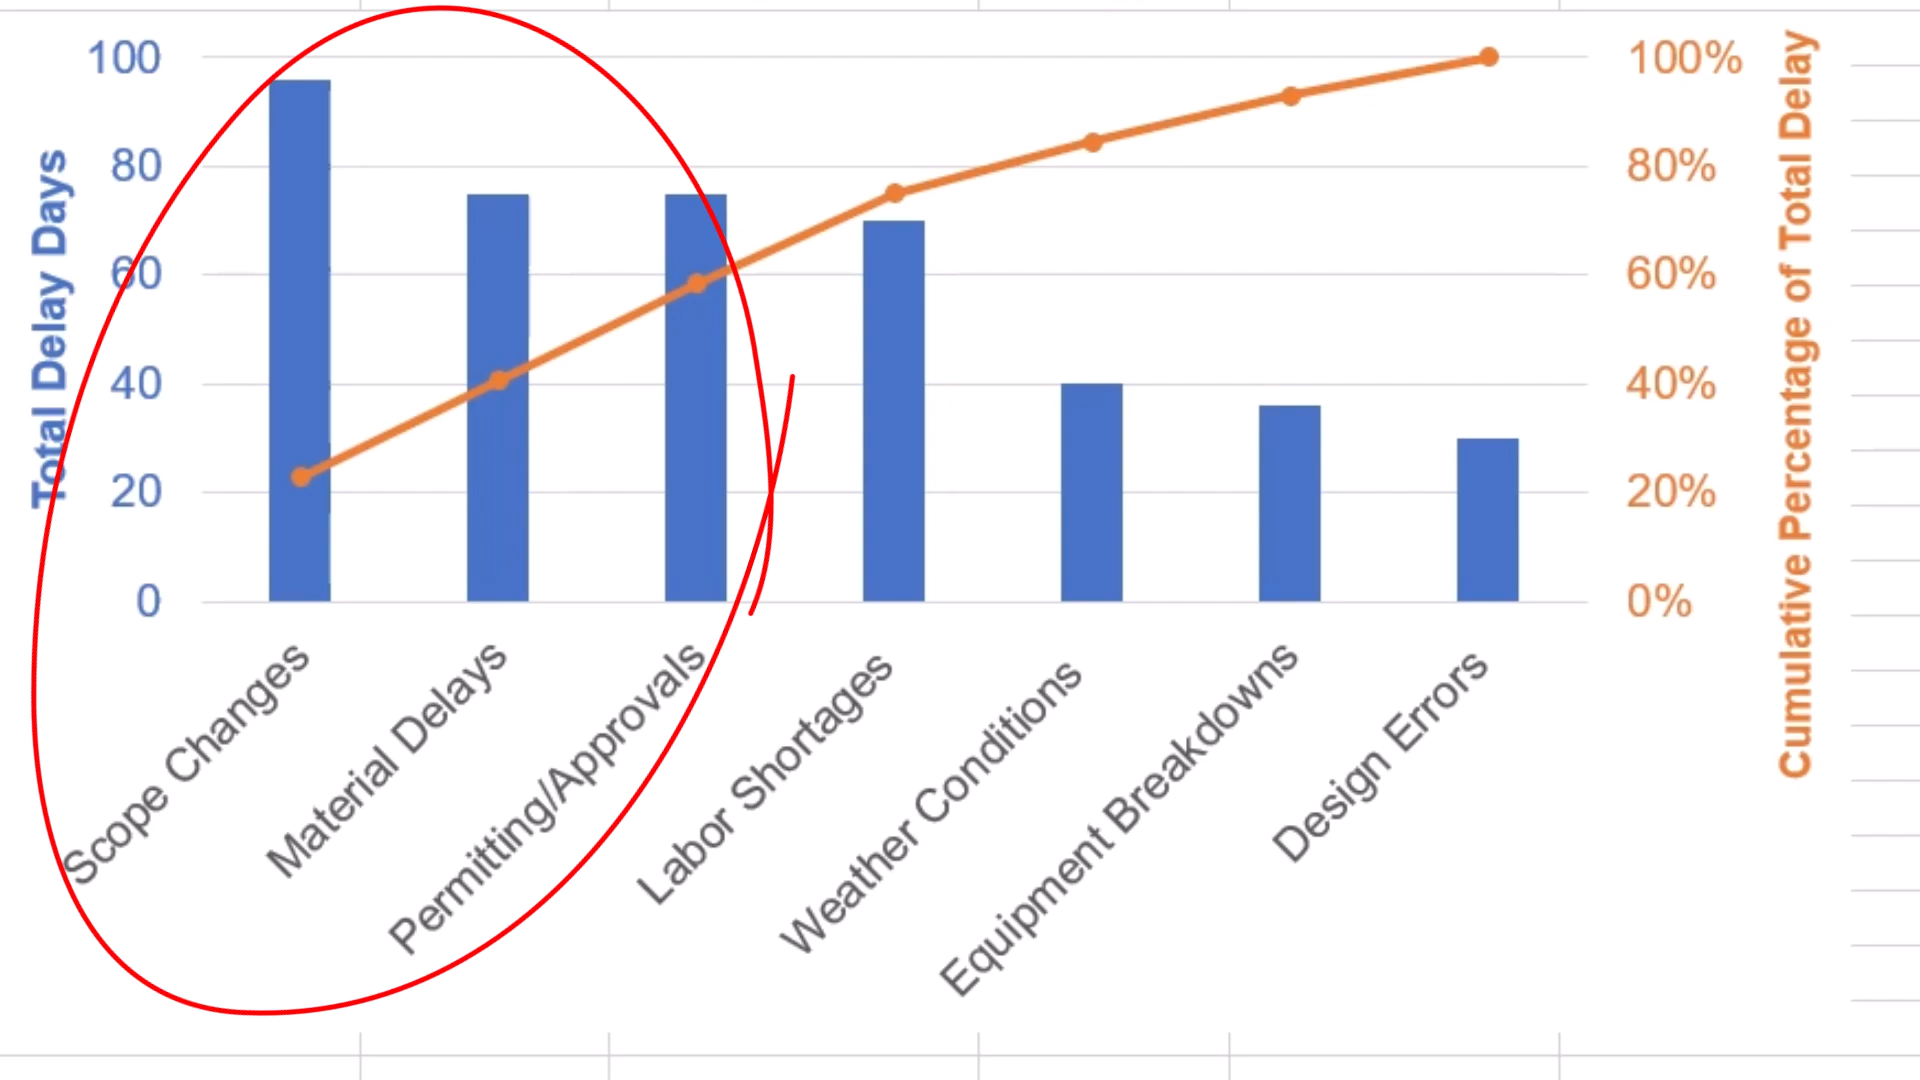 Total Delay Days
100
80
60
40
20
0
100%
80%
60%
40%
20%
0%
Cumulative Percentage of Total Delay
Scope Changes
Material Delays
Permitting/Approvals
Labor Shortages
Weather Conditions
Equipment Breakdowns
Design Errors